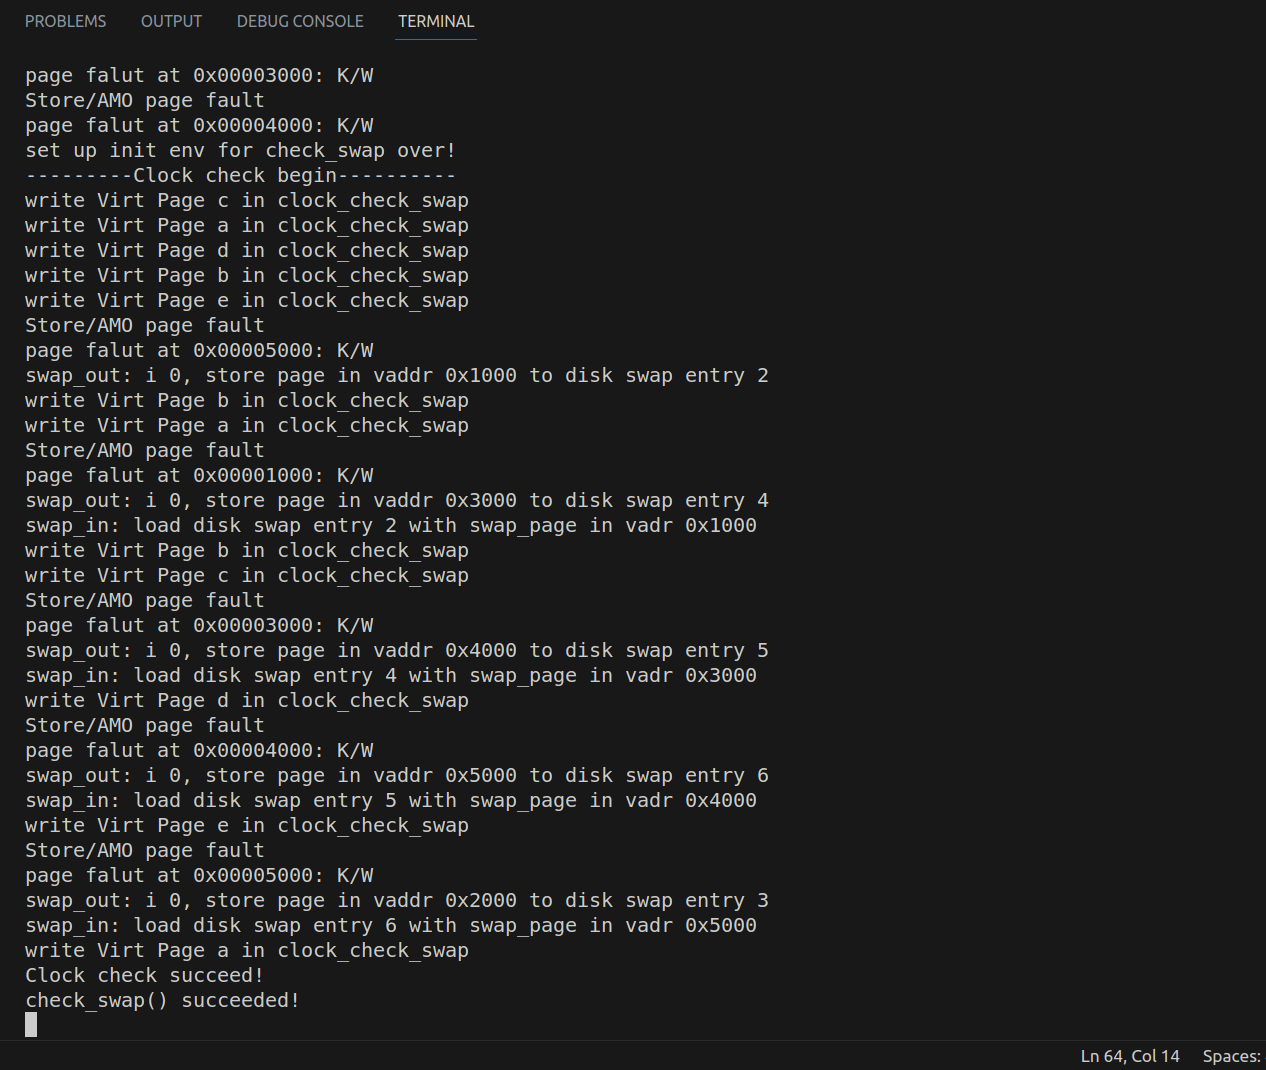 PROBLEMS OUTPUT DEBUG CONSOLE TERMINAL
page falut at 0x00003000: K/W
Store/AMO page fault
page falut at 0x00004000: K/W
set up init env for check_swap over!
---------Clock check begin----------
write Virt Page c in clock_check_swap
write Virt Page a in clock_check_swap
write Virt Page d in clock_check_swap
write Virt Page b in clock_check_swap
write Virt Page e in clock_check_swap
Store/AMO page fault
page falut at 0x00005000: K/W
swap_out: i 0, store page in vaddr 0x1000 to disk swap entry 2
write Virt Page b in clock_check_swap
write Virt Page a in clock_check_swap
Store/AMO page fault
page falut at 0x00001000: K/W
swap_out: i 0, store page in vaddr 0x3000 to disk swap entry 4
swap_in: load disk swap entry 2 with swap_page in vadr 0x1000
write Virt Page b in clock_check_swap
write Virt Page c in clock_check_swap
Store/AMO page fault
page falut at 0x00003000: K/W
swap_out: i 0, store page in vaddr 0x4000 to disk swap entry 5
swap_in: load disk swap entry 4 with swap_page in vadr 0x3000
write Virt Page d in clock_check_swap
Store/AMO page fault
page falut at 0x00004000: K/W
swap_out: i 0, store page in vaddr 0x5000 to disk swap entry 6
swap_in: load disk swap entry 5 with swap_page in vadr 0x4000
write Virt Page e in clock_check_swap
Store/AMO page fault
page falut at 0x00005000: K/W
swap_out: i 0, store page in vaddr 0x2000 to disk swap entry 3
swap_in: load disk swap entry 6 with swap_page in vadr 0x5000
write Virt Page a in clock_check_swap
Clock check succeed!
check_swap() succeeded!
Ln 64, Col 14 Spaces: